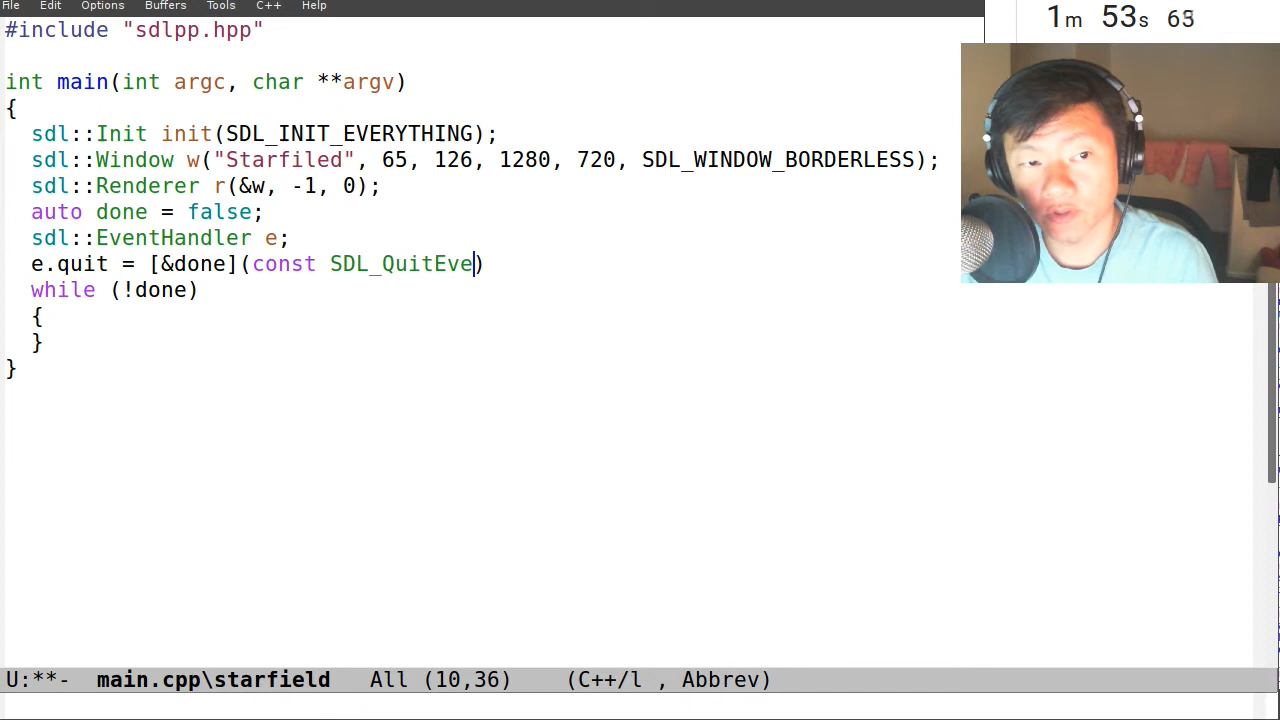 File Edit Options Buffers Tools C++ Help
1m 53s
#include "sdlpp.hpp"
int main(int argc, char **argv)
{
  sdl::Init init(SDL_INIT_EVERYTHING);
  sdl::Window w("Starfiled", 65, 126, 1280, 720, SDL_WINDOW_BORDERLESS);
  sdl::Renderer r(&w, -1, 0);
  auto done = false;
  sdl::EventHandler e;
  e.quit = [&done](const SDL_QuitEve)
  while (!done)
  {
  }
}
U:**-  main.cpp\starfield   All (10,36)    (C++/l , Abbrev)